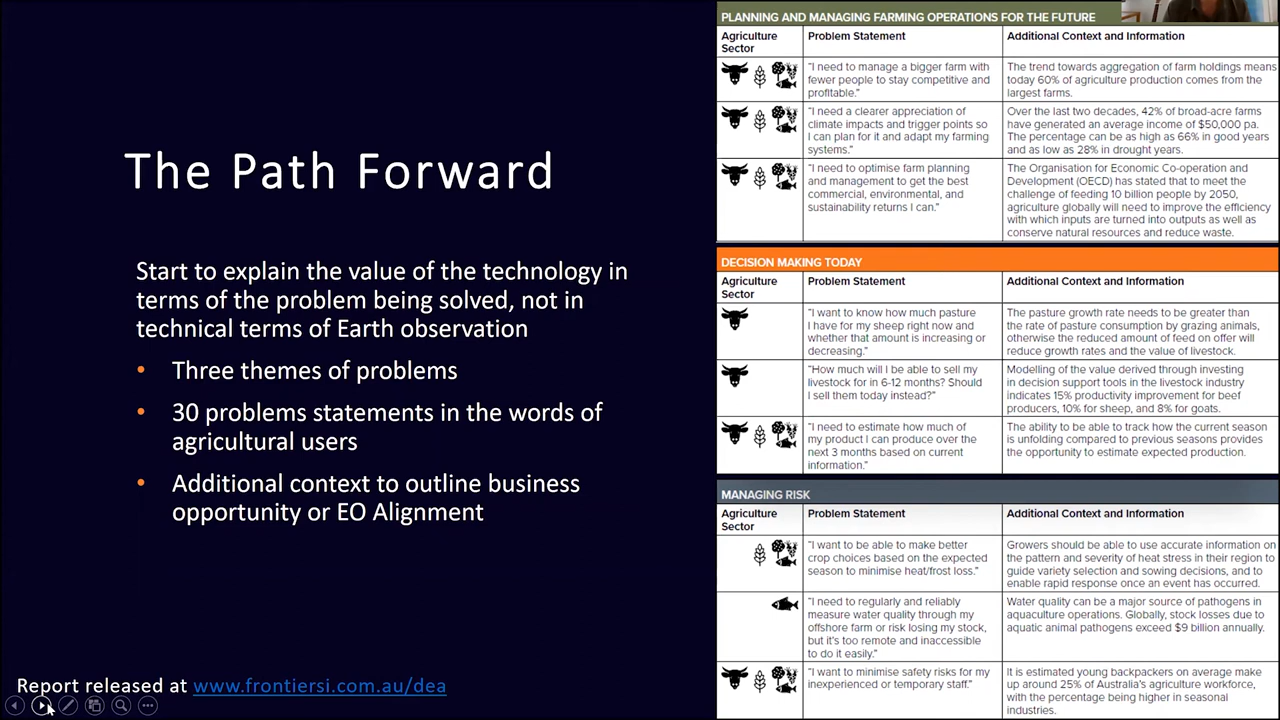 The Path Forward
Start to explain the value of the technology in
terms of the problem being solved, not in
technical terms of Earth observation
• Three themes of problems
• 30 problems statements in the words of
agricultural users
• Additional context to outline business
opportunity or EO Alignment
Report released at www.frontiersi.com.au/dea
PLANNING AND MANAGING FARMING OPERATIONS FOR THE FUTURE
Agriculture
Sector
Problem Statement
Additional Context and Information
“I need to manage a bigger farm with
fewer people to stay competitive and
profitable.”
The trend towards aggregation of farm holdings means
today 60% of agriculture production comes from the
largest farms.
“I need a clearer appreciation of
climate impacts and trigger points so
I can plan for it and adapt my farming
systems.”
Over the last two decades, 42% of broad-acre farms
have generated an average income of $50,000 pa.
The percentage can be as high as 66% in good years
and as low as 28% in drought years.
“I need to optimise farm planning
and management to get the best
commercial, environmental, and
sustainability returns I can.”
The Organisation for Economic Co-operation and
Development (OECD) has stated that to meet the
challenge of feeding 10 billion people by 2050,
agriculture globally will need to improve the efficiency
with which inputs are turned into outputs as well as
conserve natural resources and reduce waste.
DECISION MAKING TODAY
Agriculture
Sector
Problem Statement
Additional Context and Information
“I want to know how much pasture
I have for my sheep right now and
whether that amount is increasing or
decreasing.”
The pasture growth rate needs to be greater than
the rate of pasture consumption by grazing animals,
otherwise the reduced amount of feed on offer will
reduce growth rates and the value of livestock.
“How much will I be able to sell my
livestock for in 6-12 months? Should
I sell them today instead?”
Modelling of the value derived through investing
in decision support tools in the livestock industry
indicates 15% productivity improvement for beef
producers, 10% for sheep, and 8% for goats.
“I need to estimate how much of
my product I can produce over the
next 3 months based on current
information.”
The ability to be able to track how the current season
is unfolding compared to previous seasons provides
the opportunity to estimate expected production.
MANAGING RISK
Agriculture
Sector
Problem Statement
Additional Context and Information
“I want to be able to make better
crop choices based on the expected
season to minimise heat/frost loss.”
Growers should be able to use accurate information on
the pattern and severity of heat stress in their region to
guide variety selection and sowing decisions, and to
enable rapid response once an event has occurred.
“I need to regularly and reliably
measure water quality through my
offshore farm or risk losing my stock,
but it’s too remote and inaccessible
to do it easily.”
Water quality can be a major source of pathogens in
aquaculture operations. Globally, stock losses due to
aquatic animal pathogens exceed $9 billion annually.
“I want to minimise safety risks for my
inexperienced or temporary staff.”
It is estimated young backpackers on average make
up around 25% of Australia’s agriculture workforce,
with the percentage being higher in seasonal
industries.